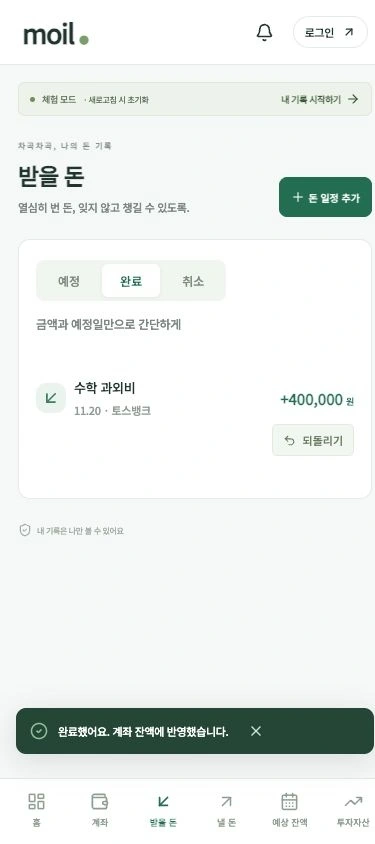 moil
로그인
체험 모드 · 새로고침 시 초기화 내 기록 시작하기
차곡차곡, 나의 돈 기록
받을 돈
열심히 번 돈, 잊지 않고 챙길 수 있도록.
+ 돈 일정 추가
예정 완료 취소
금액과 예정일만으로 간단하게
수학 과외비
11.20 · 토스뱅크
+400,000 원
되돌리기
내 기록은 나만 볼 수 있어요
완료했어요. 계좌 잔액에 반영했습니다.
홈 계좌 받을 돈 낼 돈 예상 잔액 투자자산